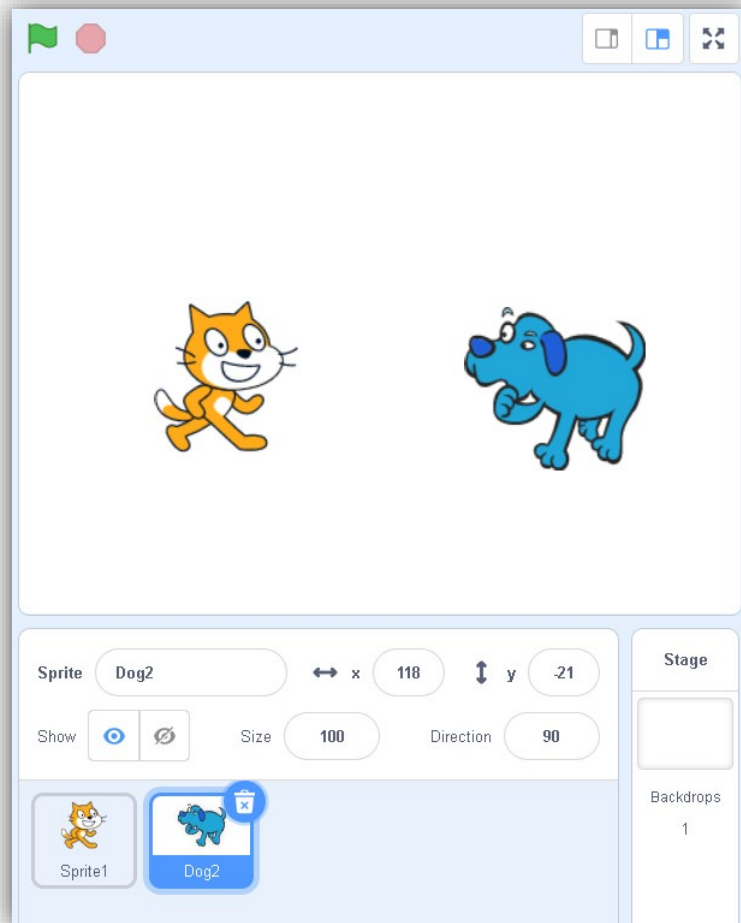 Sprite Dog2 x 118 y -21
Show Size 100 Direction 90
Sprite1
Dog2
Stage
Backdrops
1